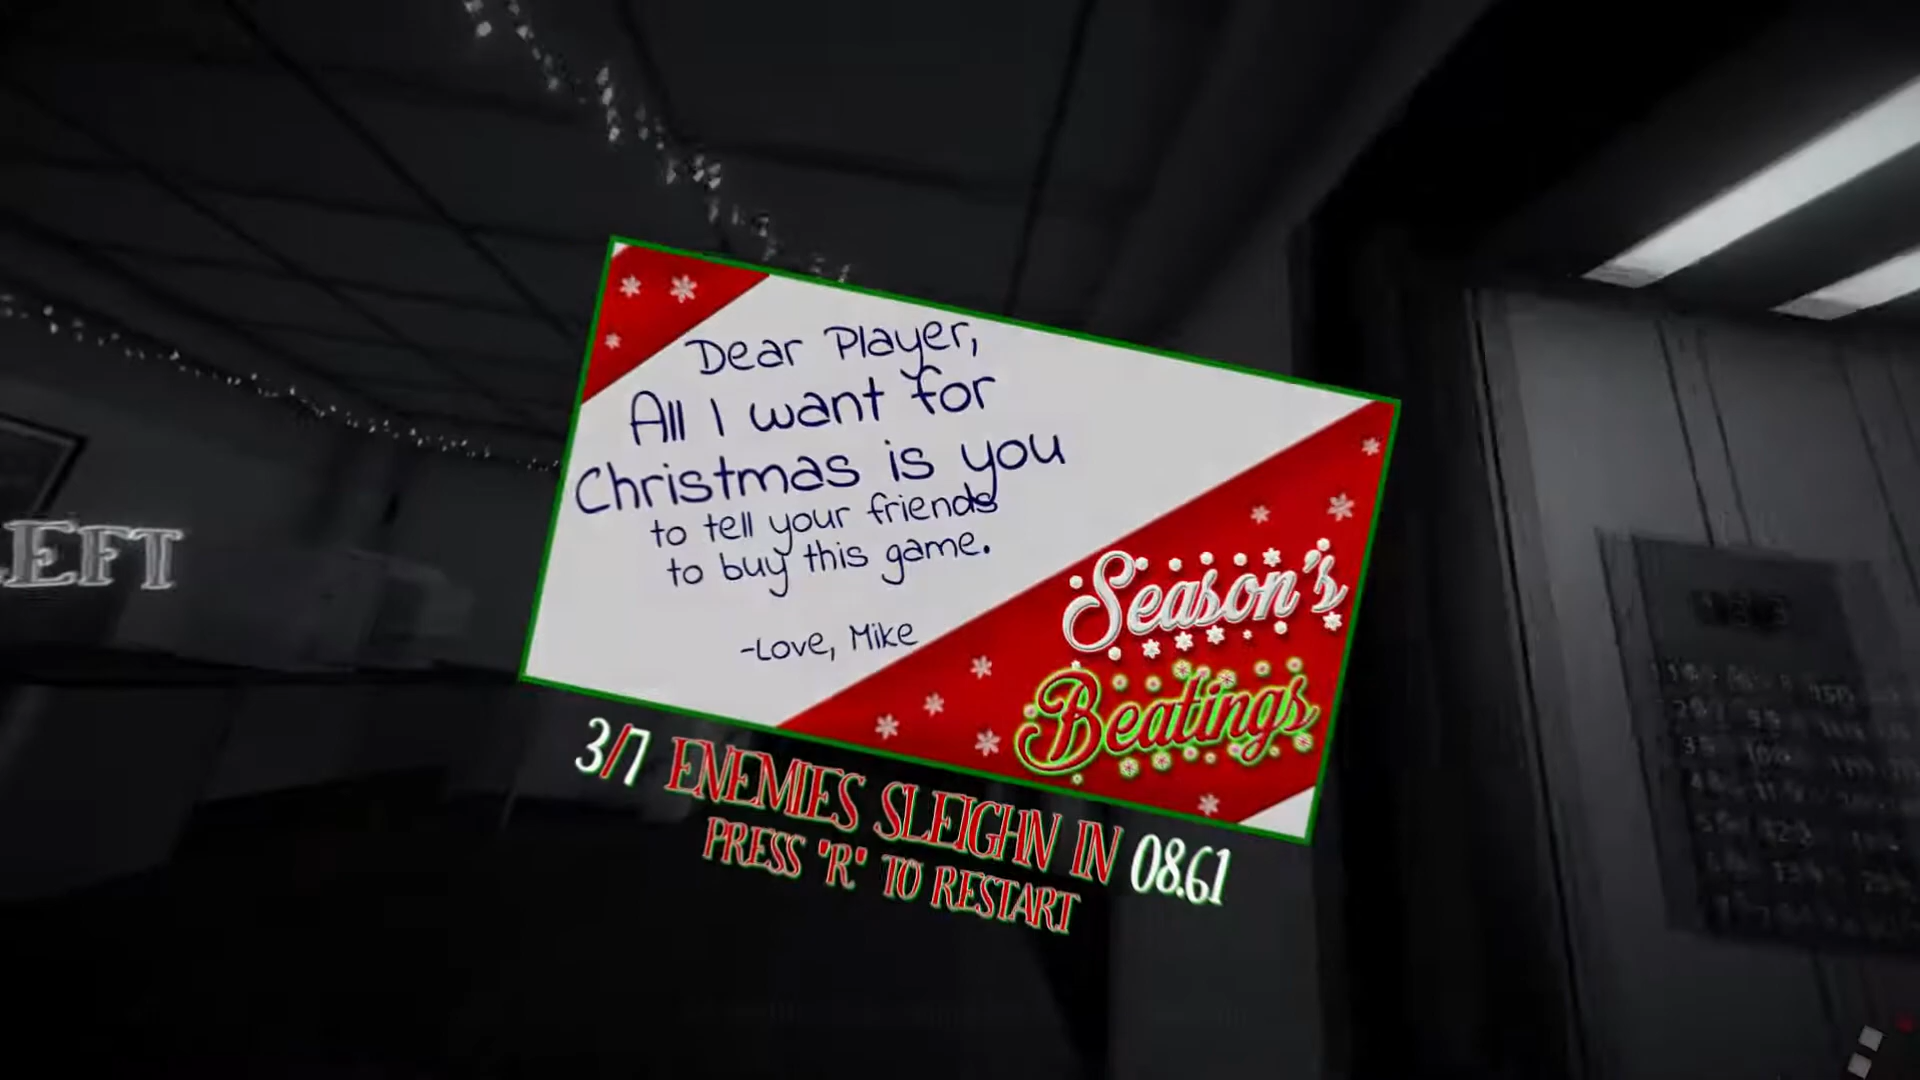 Dear Player,
All I want for
Christmas is you
to tell your friends
to buy this game.
-Love, Mike
Season's
Beatings
3/7 ENEMIES SLEIGHN IN 08.61
PRESS "R" TO RESTART
LEFT